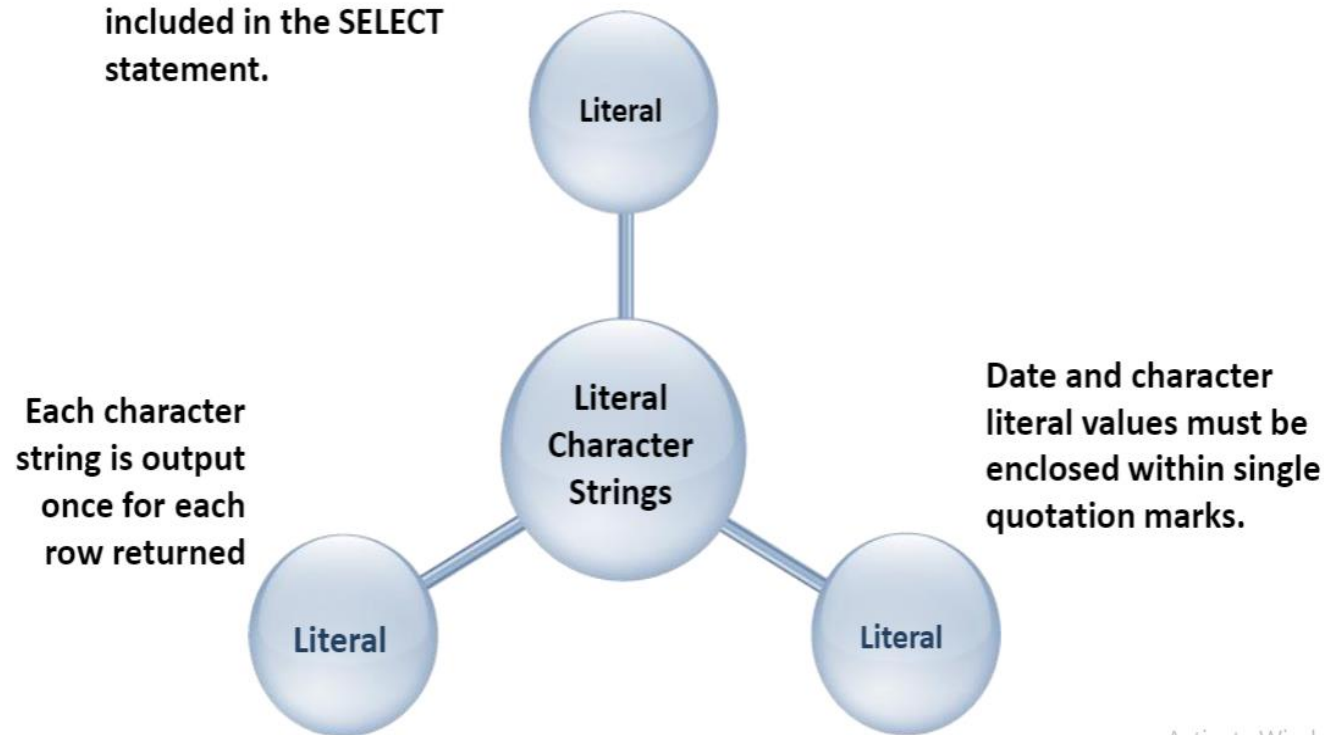 included in the SELECT
statement.
Literal
Literal
Character
Strings
Each character
string is output
once for each
row returned
Date and character
literal values must be
enclosed within single
quotation marks.
Literal
Literal